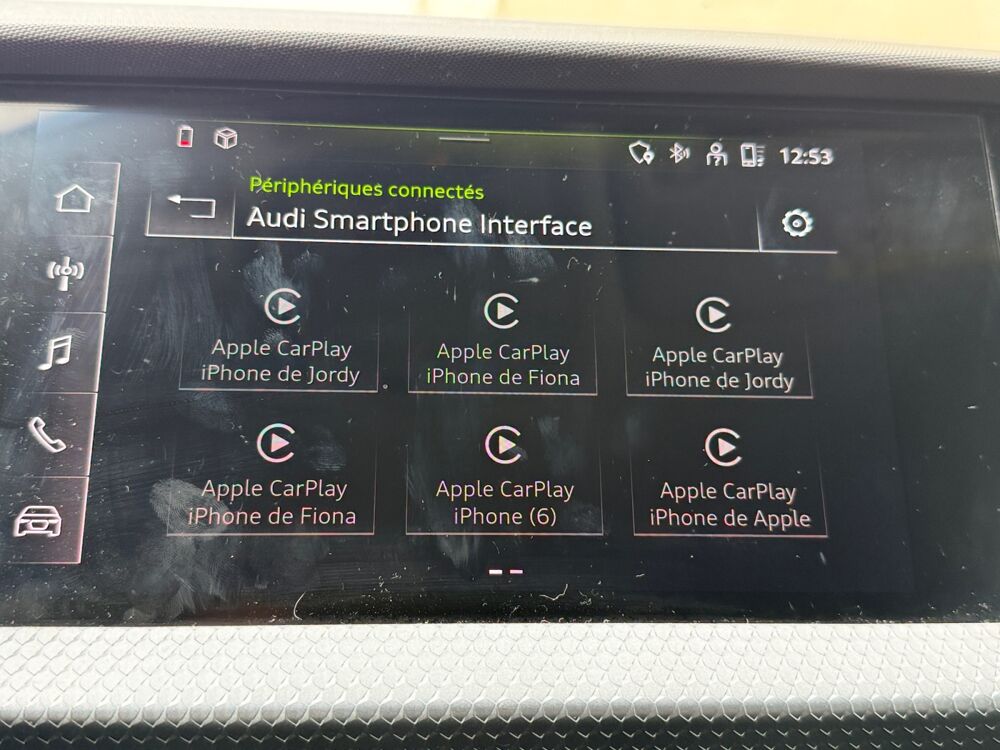 12:53
Périphériques connectés
Audi Smartphone Interface
Apple CarPlay
iPhone de Jordy
Apple CarPlay
iPhone de Fiona
Apple CarPlay
iPhone de Jordy
Apple CarPlay
iPhone de Fiona
Apple CarPlay
iPhone (6)
Apple CarPlay
iPhone de Apple